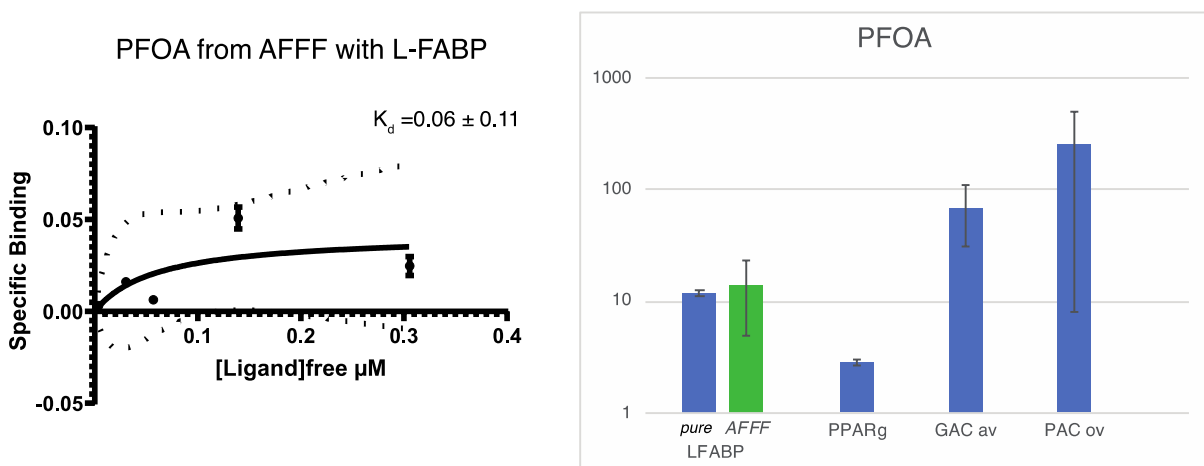 PFOA from AFFF with L-FABP
K_d =0.06 ± 0.11
0.10
0.05
0.00
-0.05
Specific Binding
0.1 0.2 0.3 0.4
[Ligand]free μM
PFOA
1000
100
10
1
pure AFFF PPARg GAC av PAC ov
LFABP